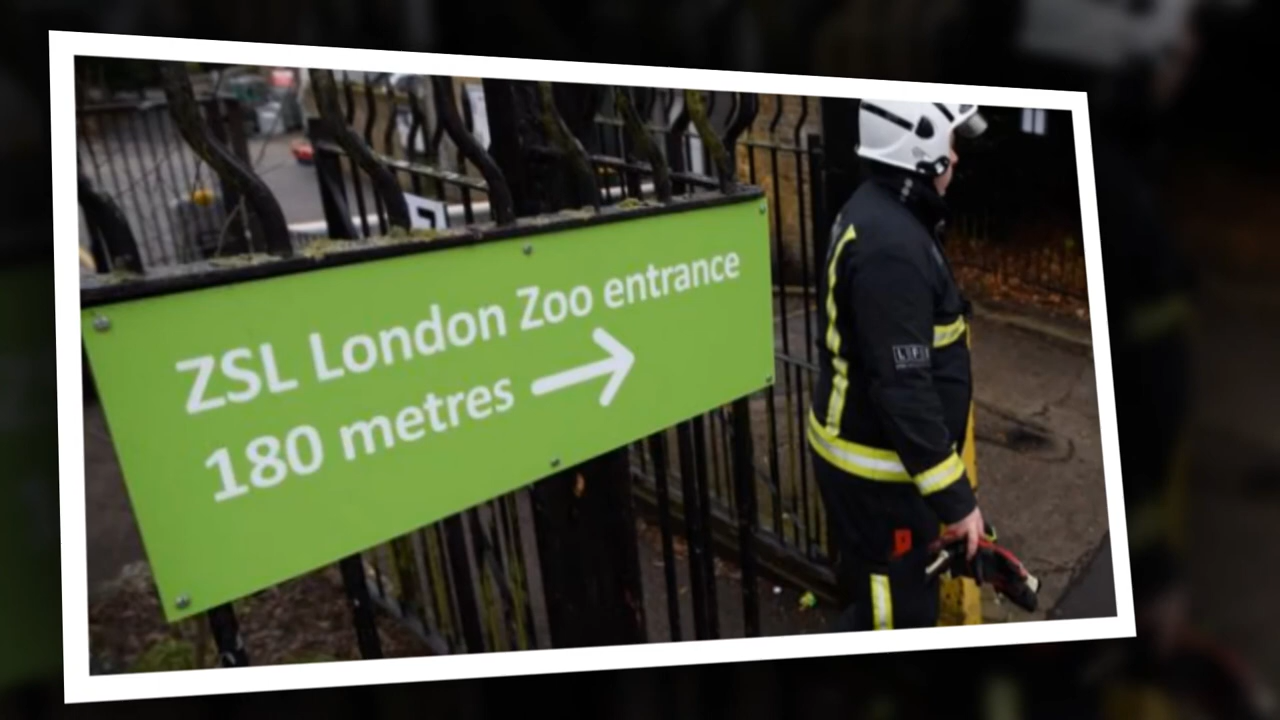 ZSL London Zoo entrance
180 metres →
LFB